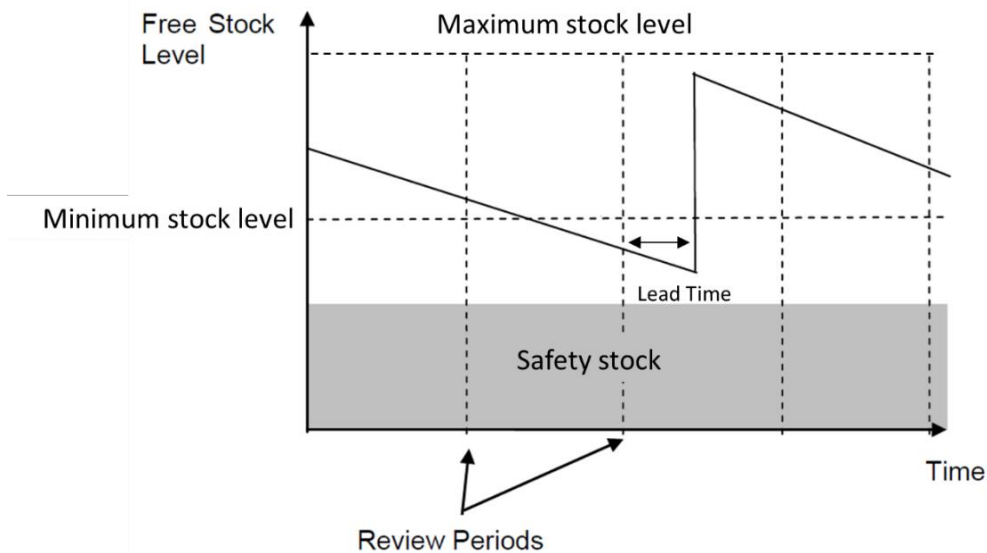 Free Stock
Level
Maximum stock level
Minimum stock level
Lead Time
Safety stock
Time
Review Periods